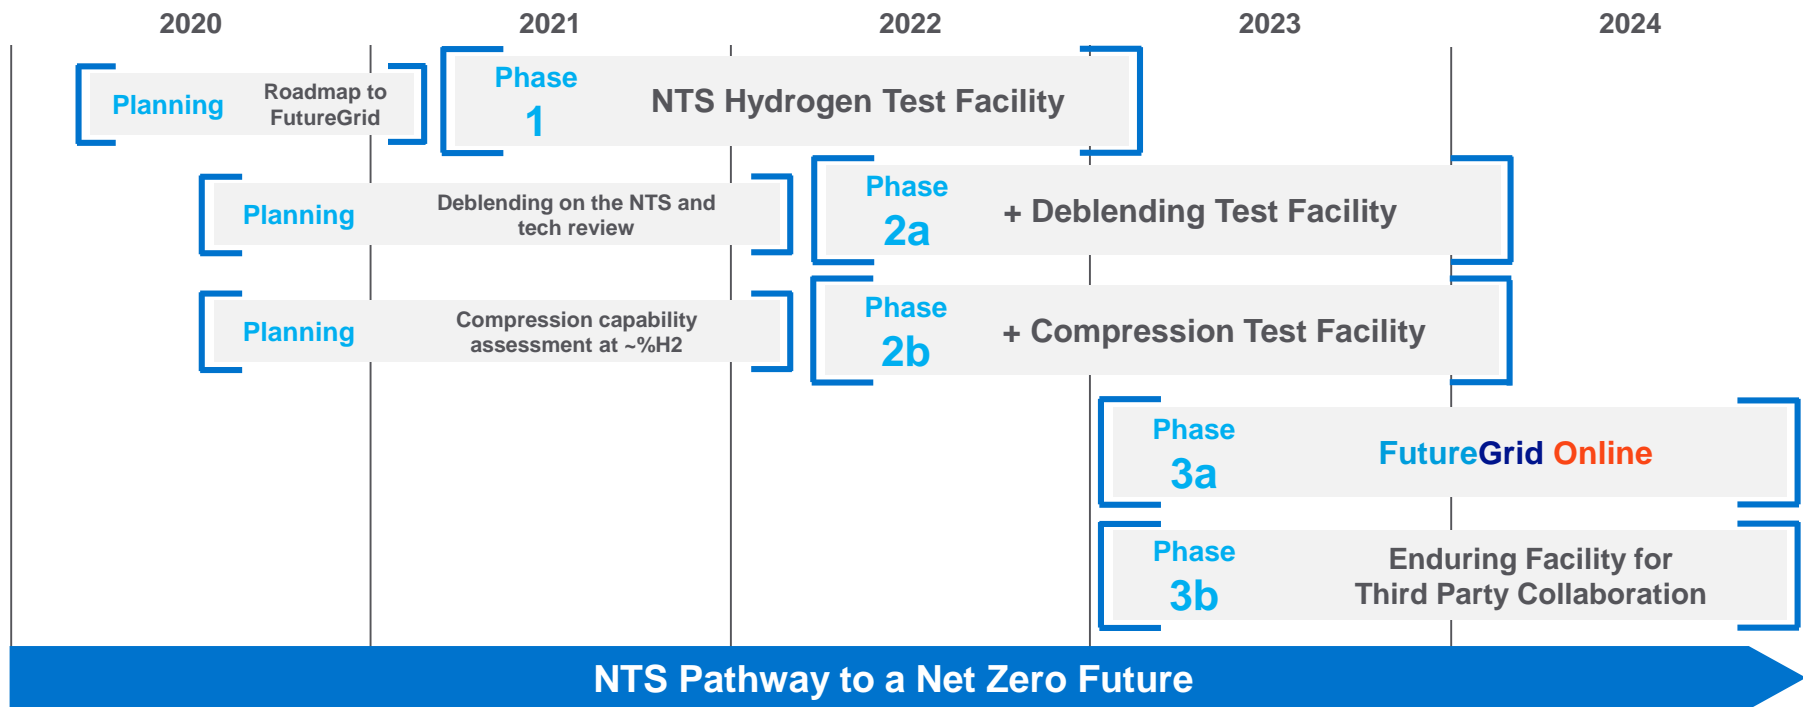 2020
2021
2022
2023
2024
Planning
Roadmap to
FutureGrid
Phase
1
NTS Hydrogen Test Facility
Planning
Deblending on the NTS and
tech review
Phase
2a
+ Deblending Test Facility
Planning
Compression capability
assessment at ~%H2
Phase
2b
+ Compression Test Facility
Phase
3a
FutureGrid Online
Phase
3b
Enduring Facility for
Third Party Collaboration
NTS Pathway to a Net Zero Future